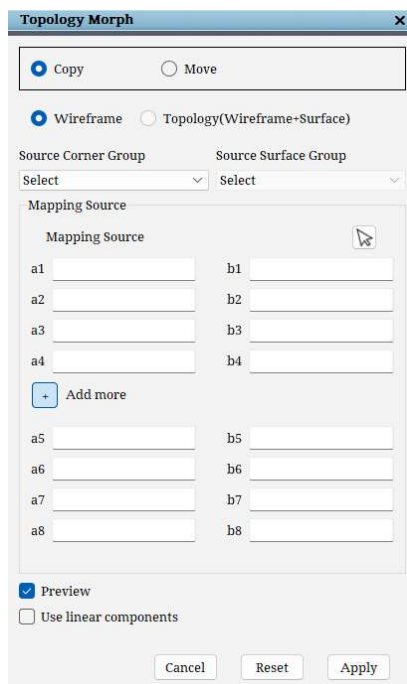 Topology Morph
Copy Move
Wireframe Topology(Wireframe+Surface)
Source Corner Group Source Surface Group
Select Select
Mapping Source
Mapping Source
a1 b1
a2 b2
a3 b3
a4 b4
+ Add more
a5 b5
a6 b6
a7 b7
a8 b8
Preview
Use linear components
Cancel Reset Apply